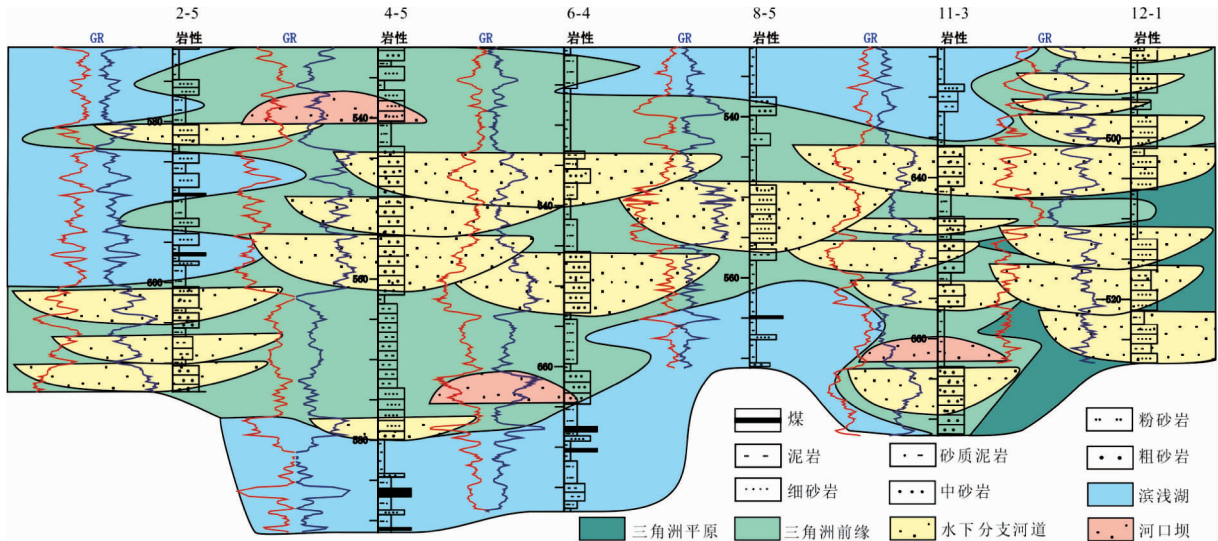 2-5 4-5 6-4 8-5 11-3 12-1
GR 岩性 GR 岩性 GR 岩性 GR 岩性 GR 岩性 GR 岩性
580 540 540 500
640 640
600 560 560 520
660 660
580
煤 粉砂岩
泥岩 砂质泥岩 粗砂岩
细砂岩 中砂岩 滨浅湖
三角洲平原 三角洲前缘 水下分支河道 河口坝